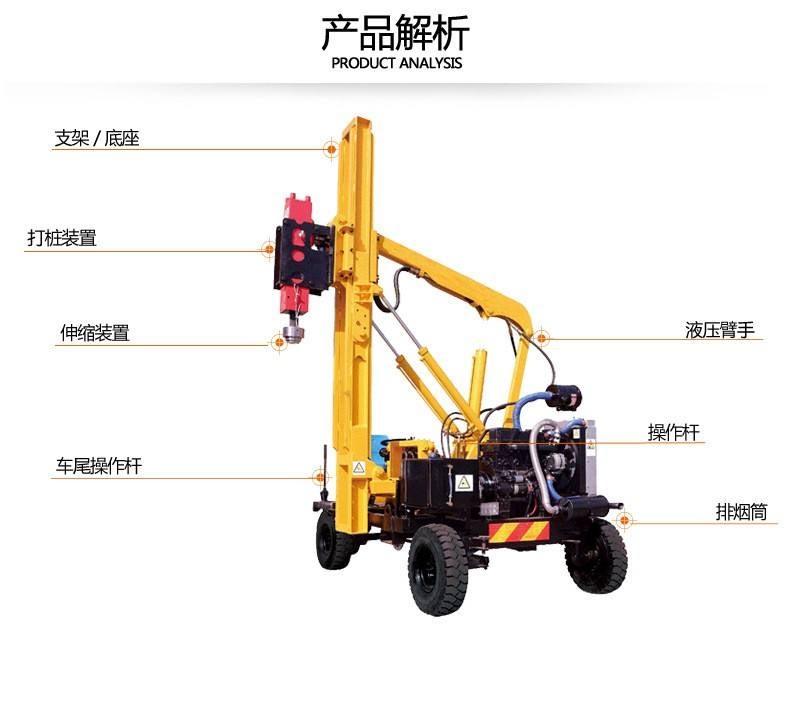 产品解析
PRODUCT ANALYSIS
支架/底座
打桩装置
伸缩装置
液压臂手
操作杆
车尾操作杆
排烟筒